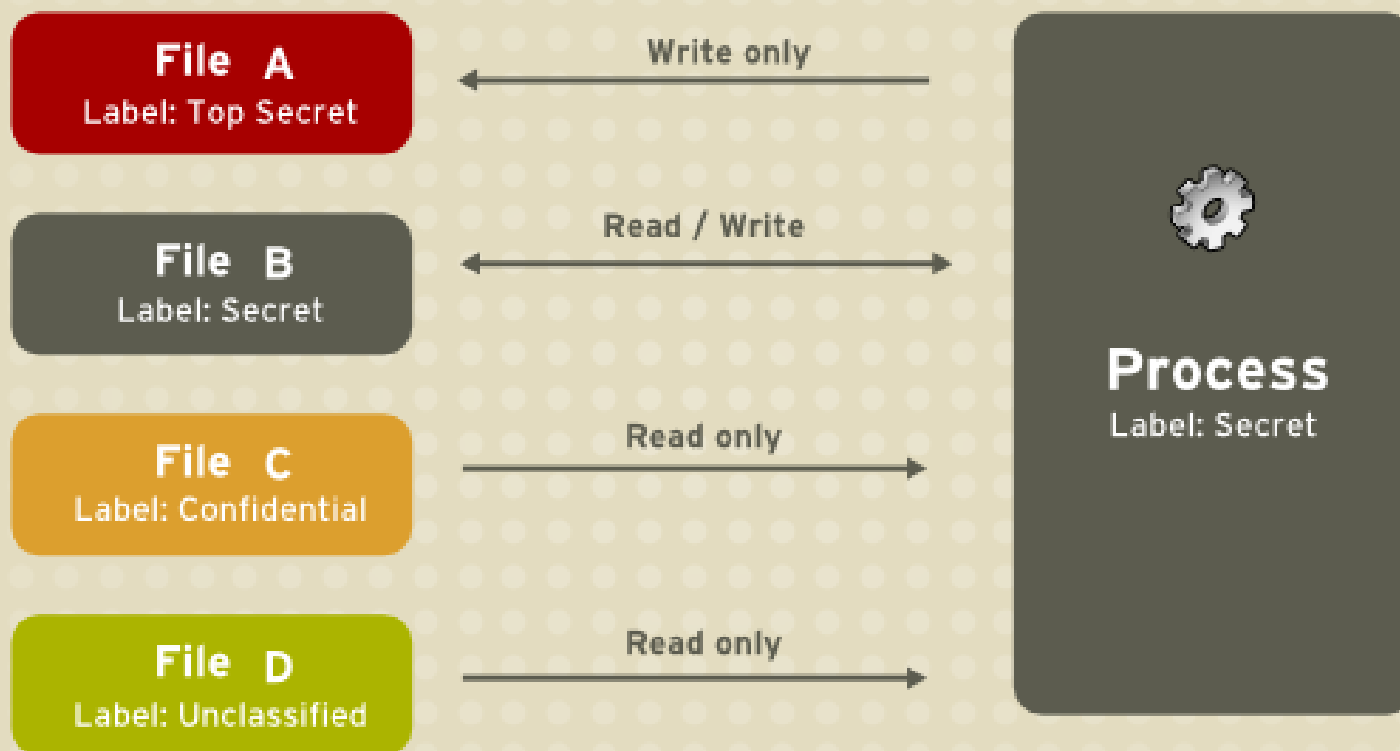 File A
Label: Top Secret
Write only
File B
Label: Secret
Read / Write
File C
Label: Confidential
Read only
File D
Label: Unclassified
Read only
Process
Label: Secret